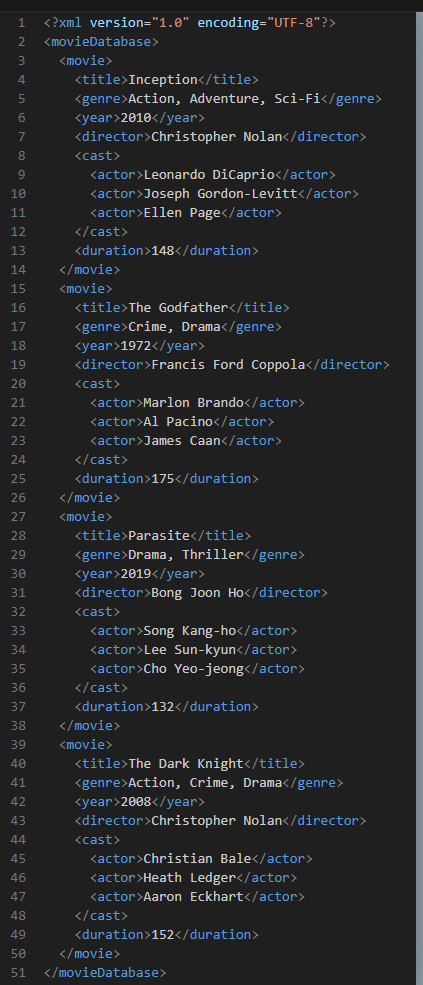 1 <?xml version="1.0" encoding="UTF-8"?>
2 <movieDatabase>
3   <movie>
4     <title>Inception</title>
5     <genre>Action, Adventure, Sci-Fi</genre>
6     <year>2010</year>
7     <director>Christopher Nolan</director>
8     <cast>
9       <actor>Leonardo DiCaprio</actor>
10       <actor>Joseph Gordon-Levitt</actor>
11       <actor>Ellen Page</actor>
12     </cast>
13     <duration>148</duration>
14   </movie>
15   <movie>
16     <title>The Godfather</title>
17     <genre>Crime, Drama</genre>
18     <year>1972</year>
19     <director>Francis Ford Coppola</director>
20     <cast>
21       <actor>Marlon Brando</actor>
22       <actor>Al Pacino</actor>
23       <actor>James Caan</actor>
24     </cast>
25     <duration>175</duration>
26   </movie>
27   <movie>
28     <title>Parasite</title>
29     <genre>Drama, Thriller</genre>
30     <year>2019</year>
31     <director>Bong Joon Ho</director>
32     <cast>
33       <actor>Song Kang-ho</actor>
34       <actor>Lee Sun-kyun</actor>
35       <actor>Cho Yeo-jeong</actor>
36     </cast>
37     <duration>132</duration>
38   </movie>
39   <movie>
40     <title>The Dark Knight</title>
41     <genre>Action, Crime, Drama</genre>
42     <year>2008</year>
43     <director>Christopher Nolan</director>
44     <cast>
45       <actor>Christian Bale</actor>
46       <actor>Heath Ledger</actor>
47       <actor>Aaron Eckhart</actor>
48     </cast>
49     <duration>152</duration>
50   </movie>
51 </movieDatabase>